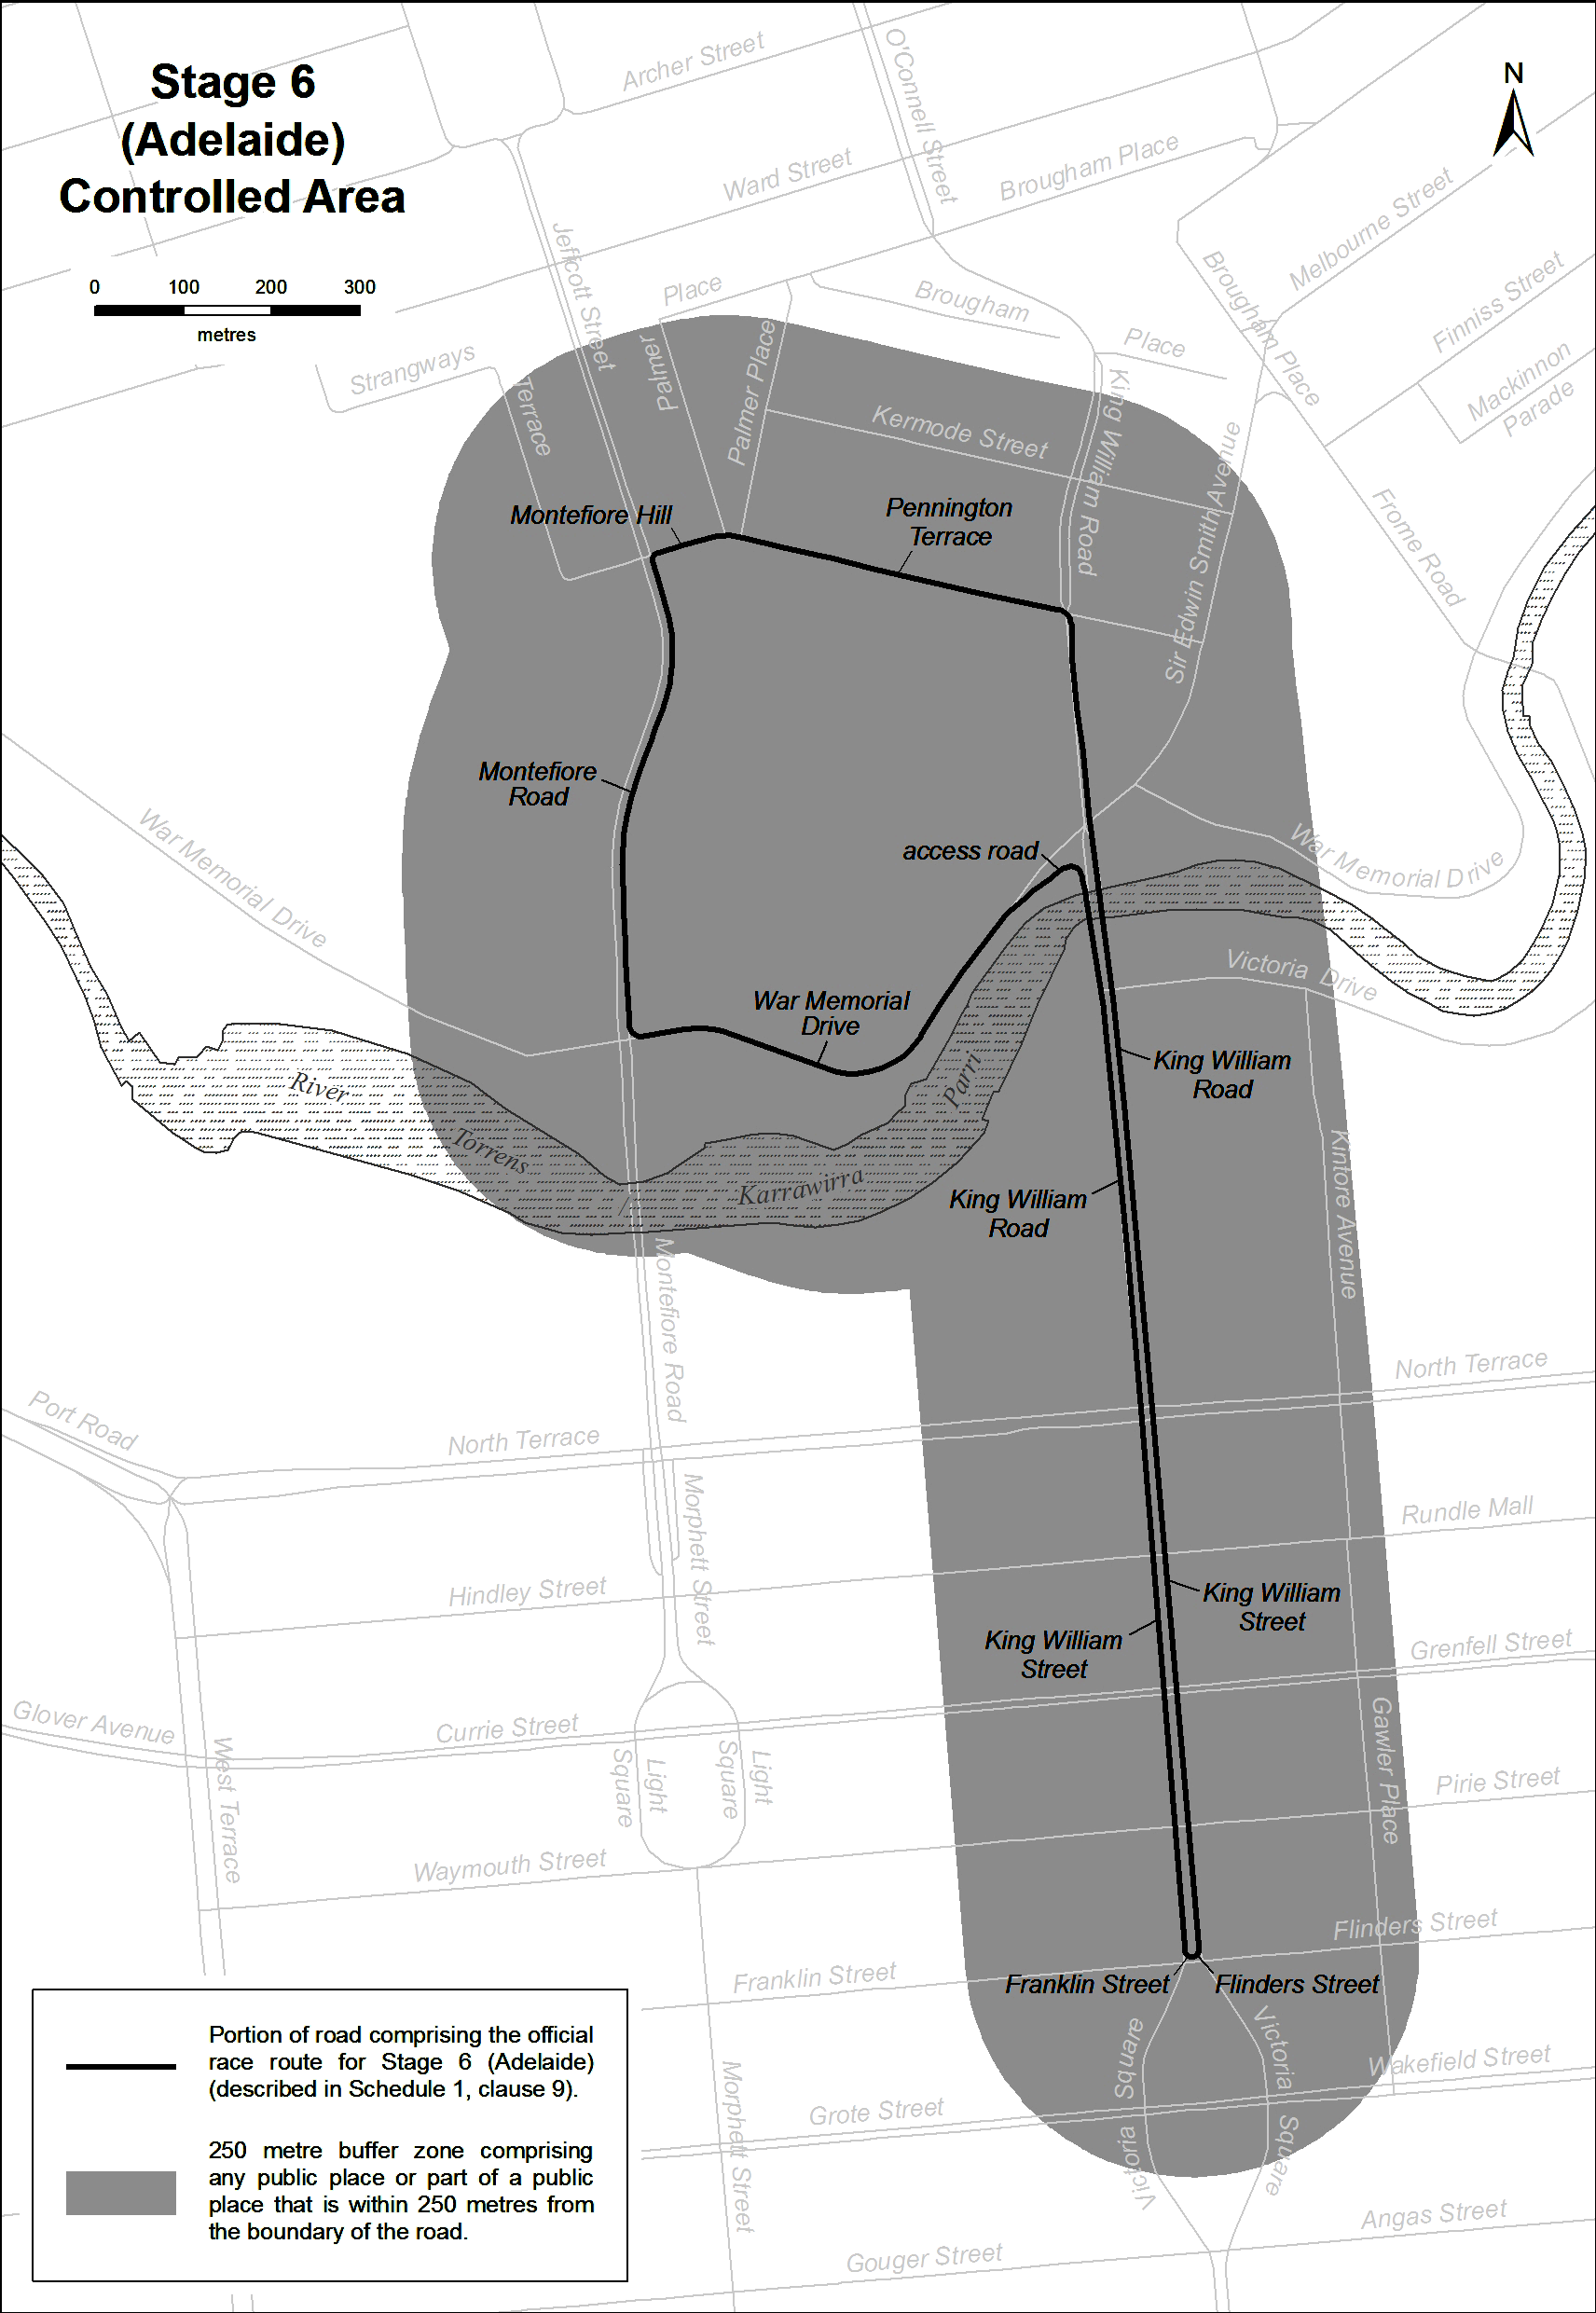 Stage 6
(Adelaide)
Controlled Area
N
0 100 200 300
metres
Archer Street
O'Connell Street
Ward Street
Brougham Place
Melbourne Street
Jeffcott Street
Place
Brougham
Place
Brougham Place
Finniss Street
Mackinnon
Parade
Strangways
Terrace
Palmer
Palmer Place
Kermode Street
King William Road
Sir Edwin Smith Avenue
Frome Road
Montefiore Hill
Pennington
Terrace
Montefiore
Road
War Memorial Drive
access road
War Memorial Drive
Victoria Drive
War Memorial
Drive
River
Torrens
Karrawirra
Parri
King William
Road
King William
Road
Kintore Avenue
Montefiore Road
Port Road
North Terrace
North Terrace
Morphett Street
Rundle Mall
Hindley Street
King William
Street
King William
Street
Grenfell Street
Glover Avenue
Currie Street
West Terrace
Light
Square
Light
Square
Gawler Place
Pirie Street
Waymouth Street
Flinders Street
Franklin Street
Franklin Street
Flinders Street
Victoria Square
Victoria Square
Wakefield Street
Grote Street
Morphett Street
Angas Street
Gouger Street
Portion of road comprising the official
race route for Stage 6 (Adelaide)
(described in Schedule 1, clause 9).
250 metre buffer zone comprising
any public place or part of a public
place that is within 250 metres from
the boundary of the road.